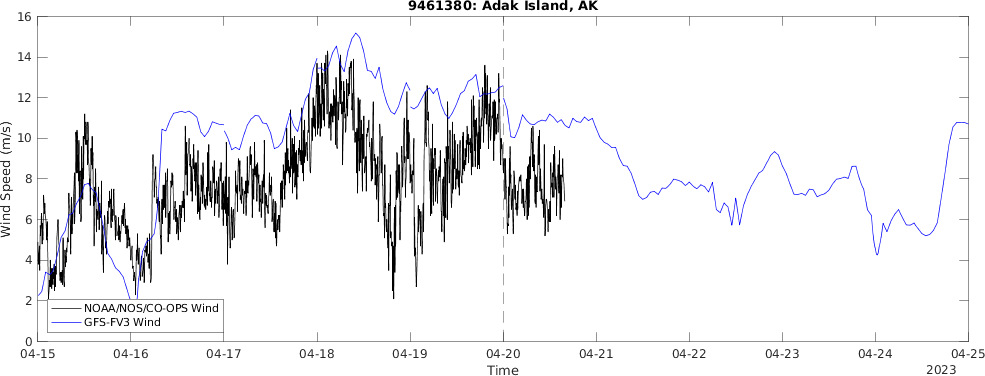 9461380: Adak Island, AK
Wind Speed (m/s)
16
14
12
10
8
6
4
2
0
NOAA/NOS/CO-OPS Wind
GFS-FV3 Wind
04-15 04-16 04-17 04-18 04-19 04-20 04-21 04-22 04-23 04-24 04-25
Time
2023